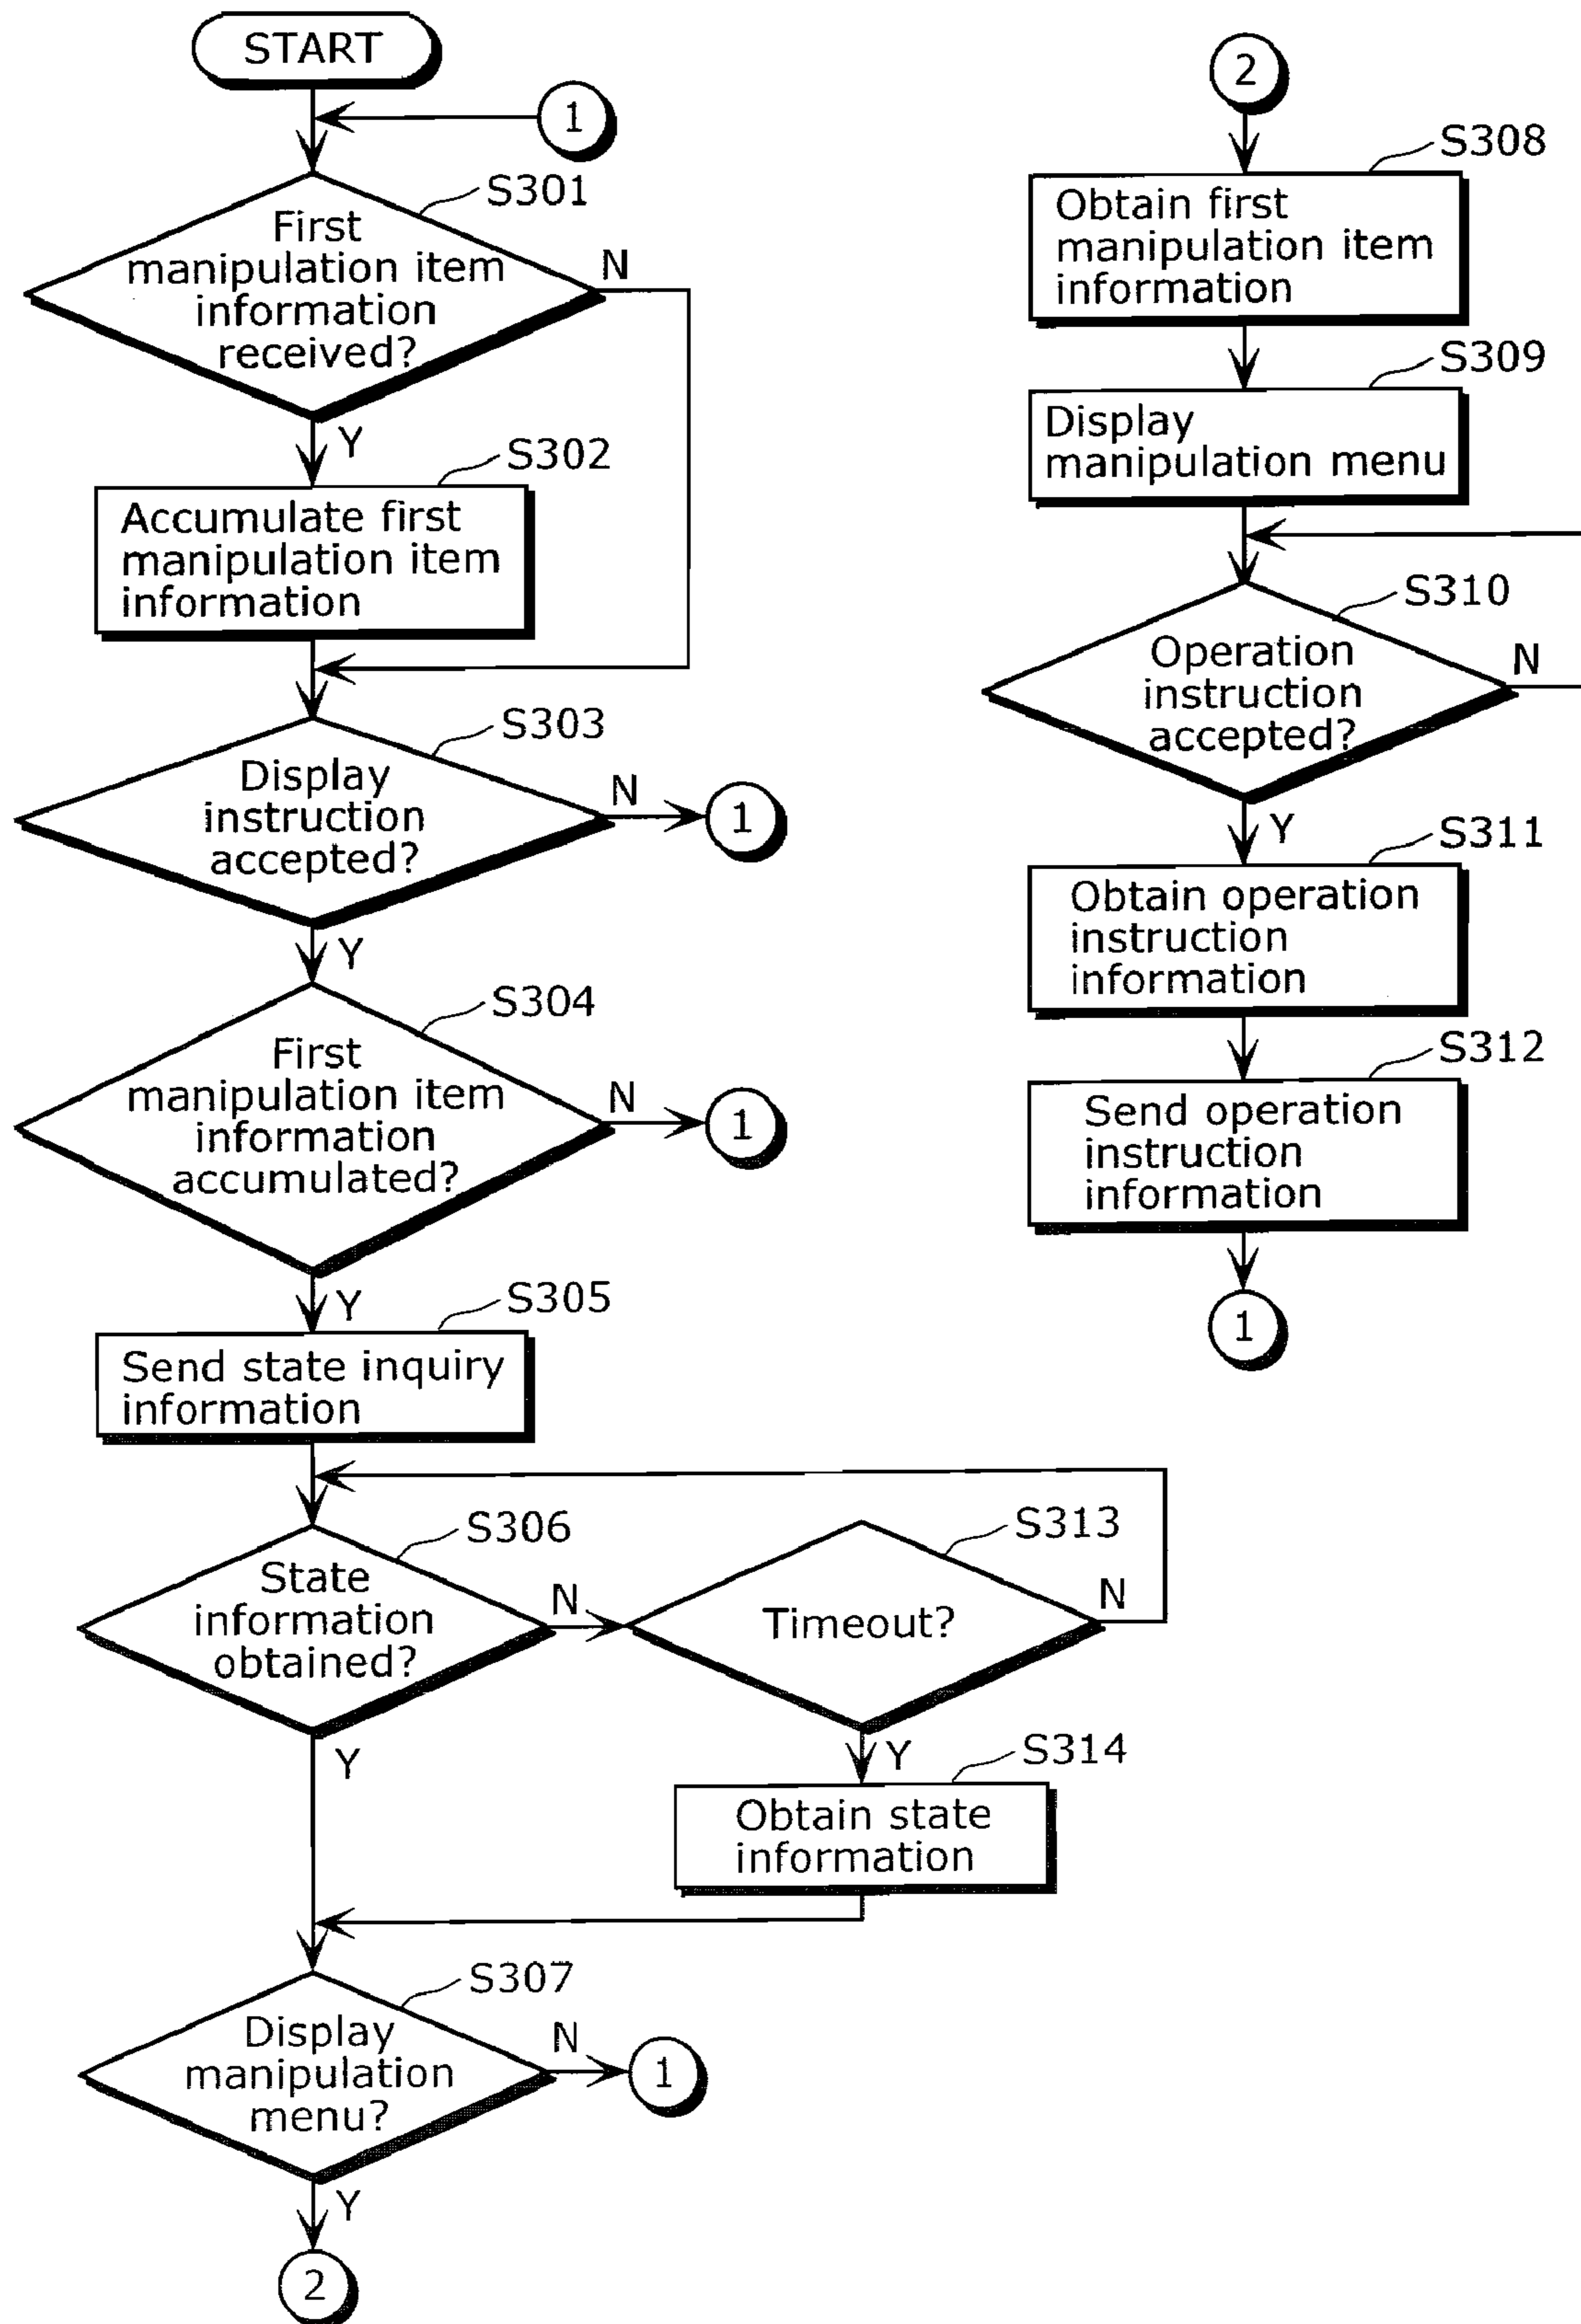 START
1
S301
First
manipulation item
information
received?
N
Y
S302
Accumulate first
manipulation item
information
S303
Display
instruction
accepted?
N
1
Y
S304
First
manipulation item
information
accumulated?
N
1
Y
S305
Send state inquiry
information
S306
State
information
obtained?
N
Y
S313
Timeout?
N
Y
S314
Obtain state
information
S307
Display
manipulation
menu?
N
1
Y
2
2
S308
Obtain first
manipulation item
information
S309
Display
manipulation menu
S310
Operation
instruction
accepted?
N
Y
S311
Obtain operation
instruction
information
S312
Send operation
instruction
information
1